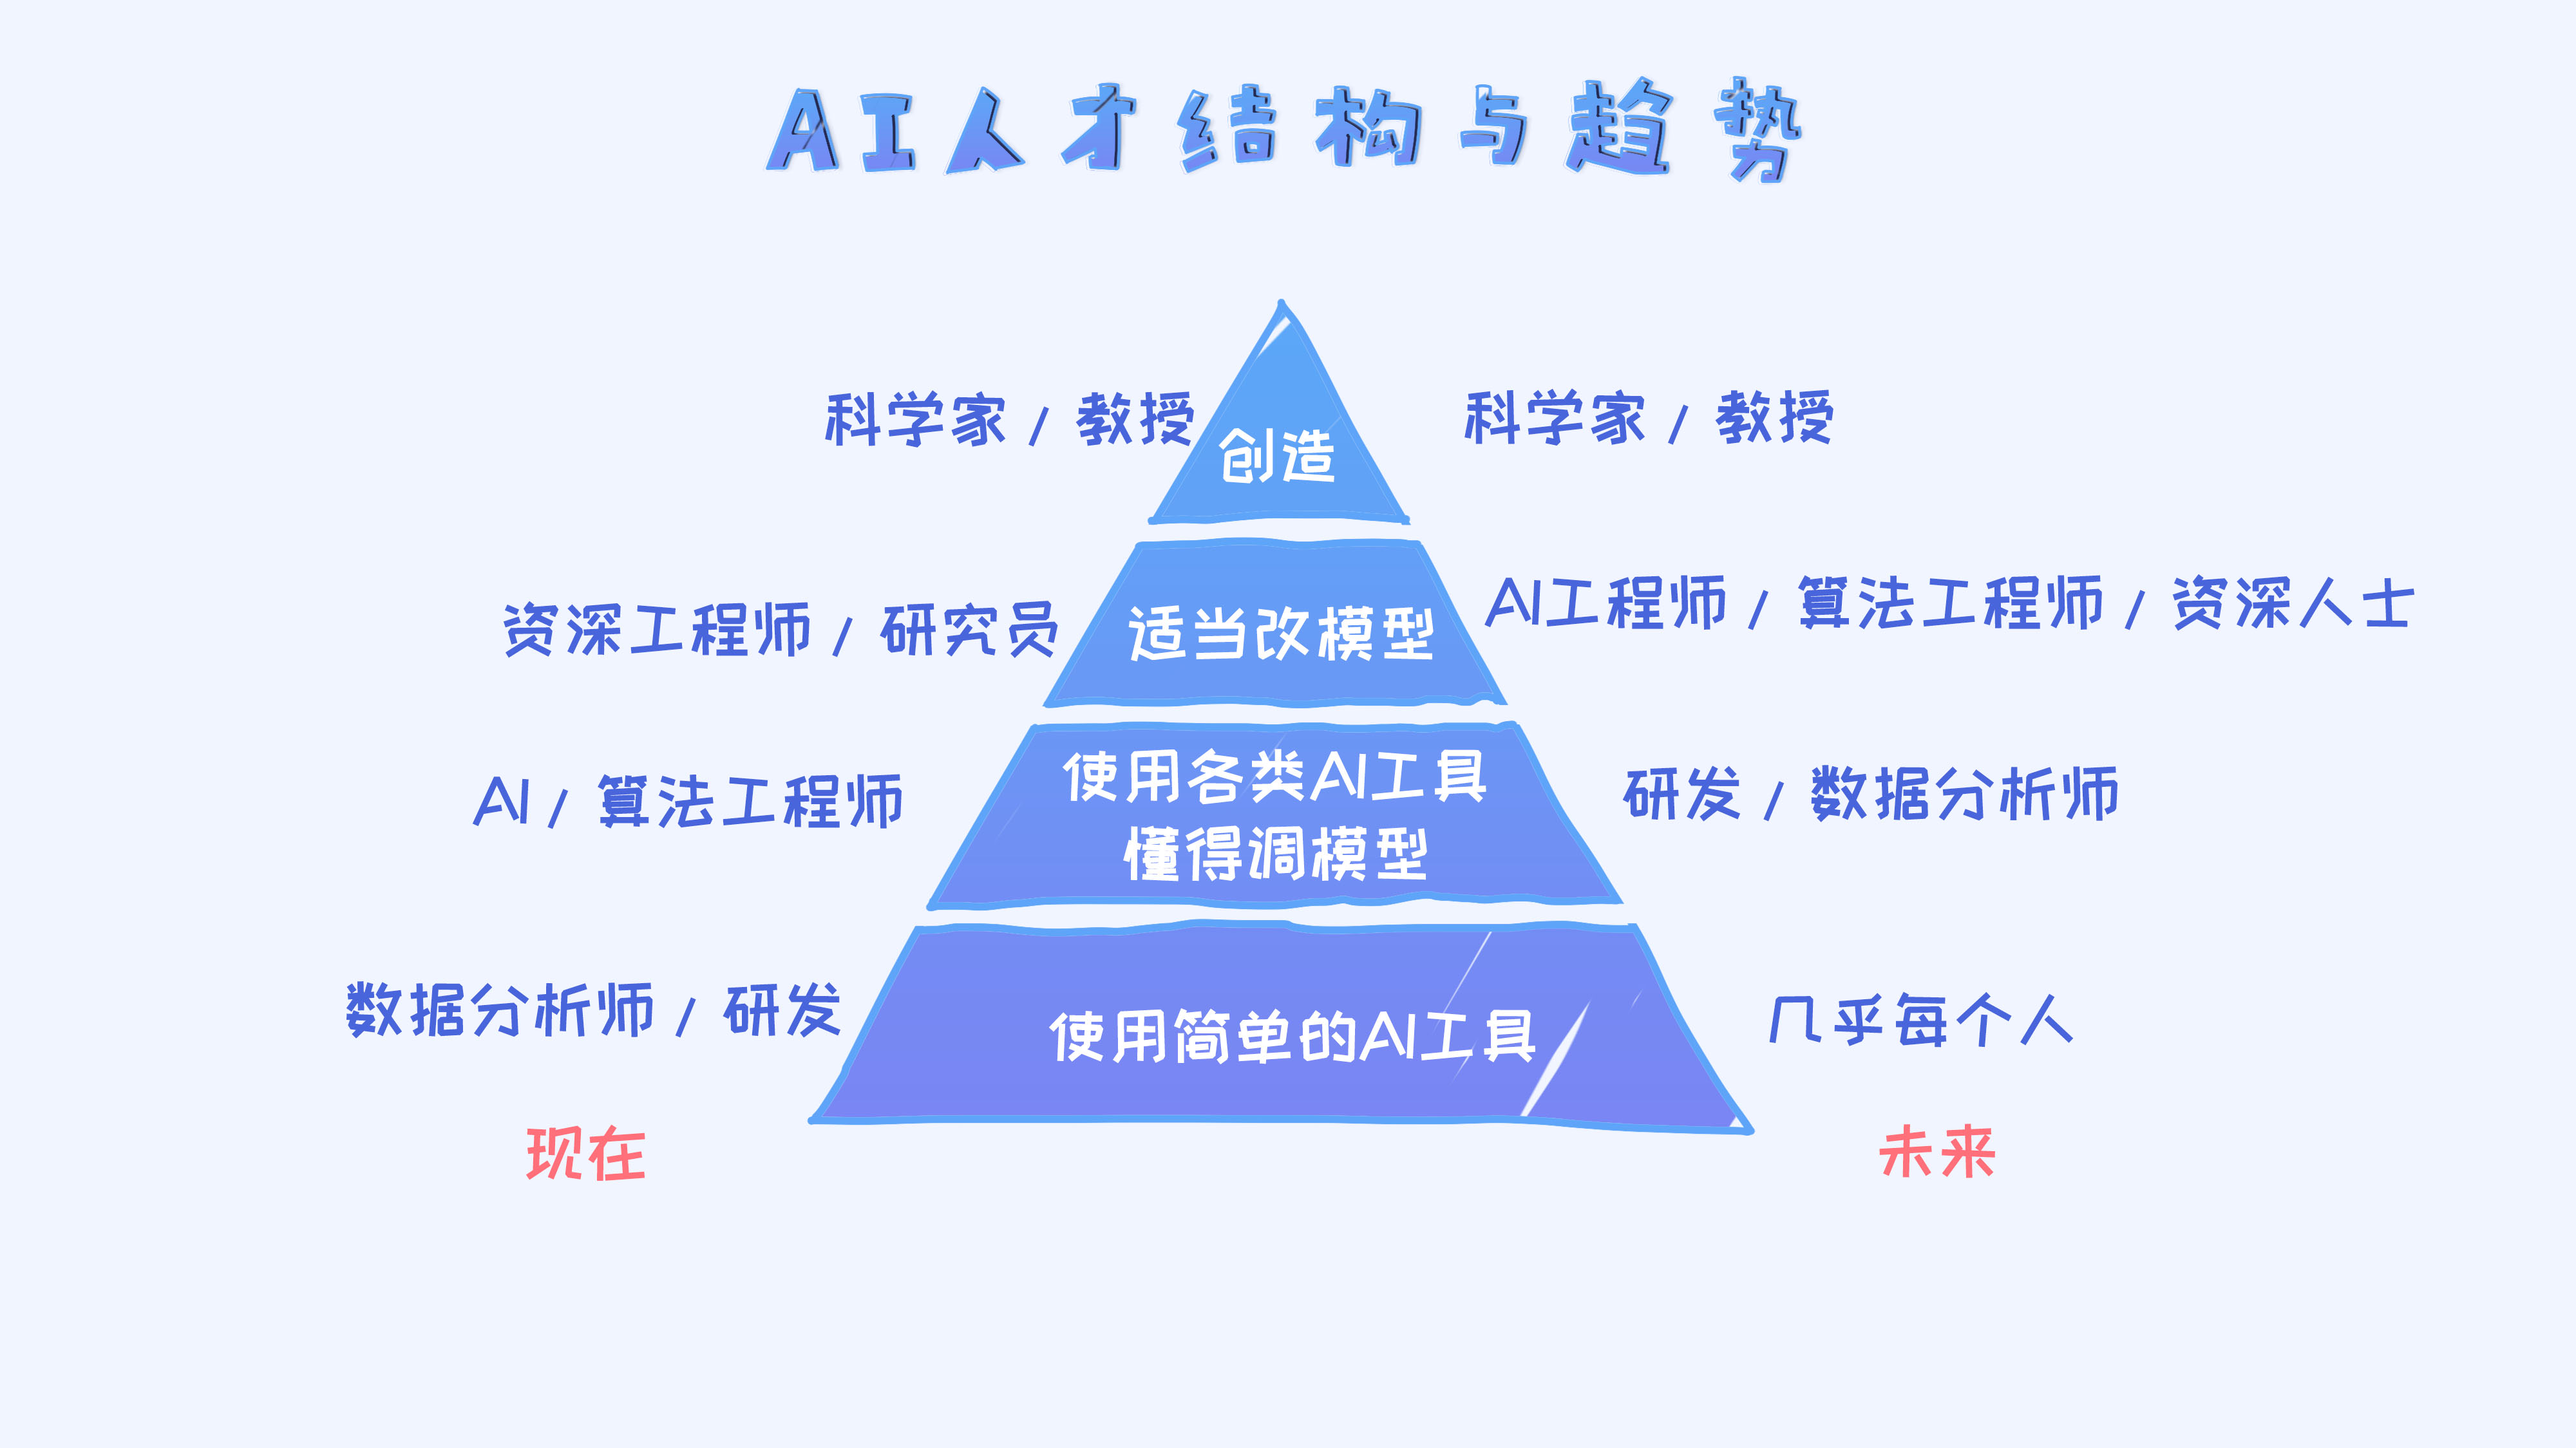 AI人才结构与趋势
科学家 / 教授
创造
科学家 / 教授
资深工程师 / 研究员
适当改模型
AI工程师 / 算法工程师 / 资深人士
AI / 算法工程师
使用各类AI工具
懂得调模型
研发 / 数据分析师
数据分析师 / 研发
使用简单的AI工具
几乎每个人
现在
未来